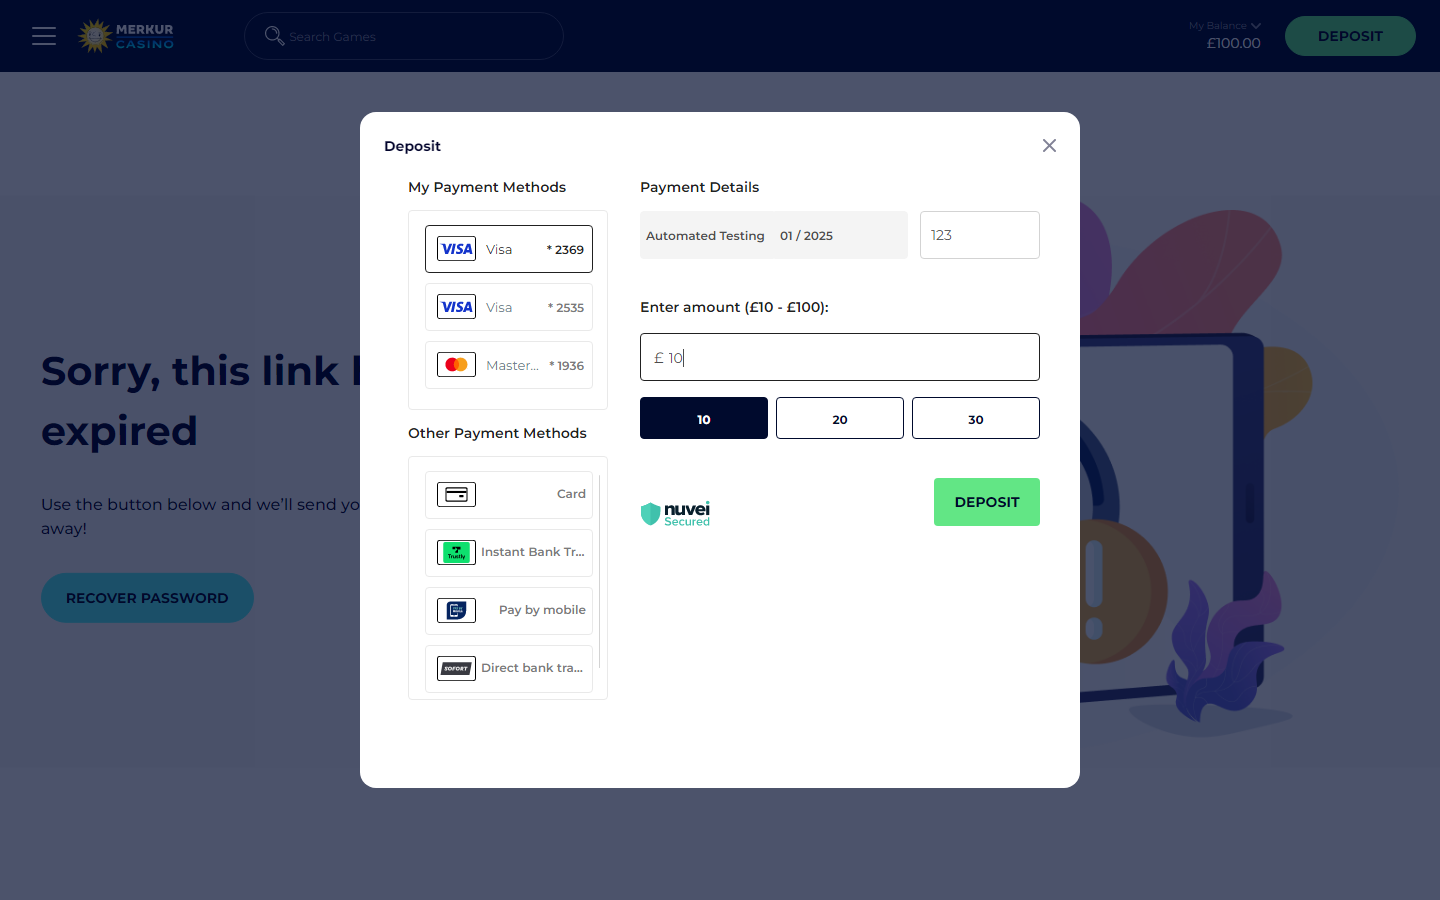 MERKUR
CASINO
Search Games
My Balance
£100.00
DEPOSIT
Sorry, this link
expired
Use the button below and we'll send yo
away!
RECOVER PASSWORD
Deposit
My Payment Methods
VISA Visa * 2369
VISA Visa * 2535
Master... * 1936
Other Payment Methods
Card
Trustly Instant Bank Tr...
Pay by mobile
SOFORT Direct bank tra...
Payment Details
Automated Testing 01 / 2025
123
Enter amount (£10 - £100):
£ 10
10 20 30
nuvei
Secured
DEPOSIT